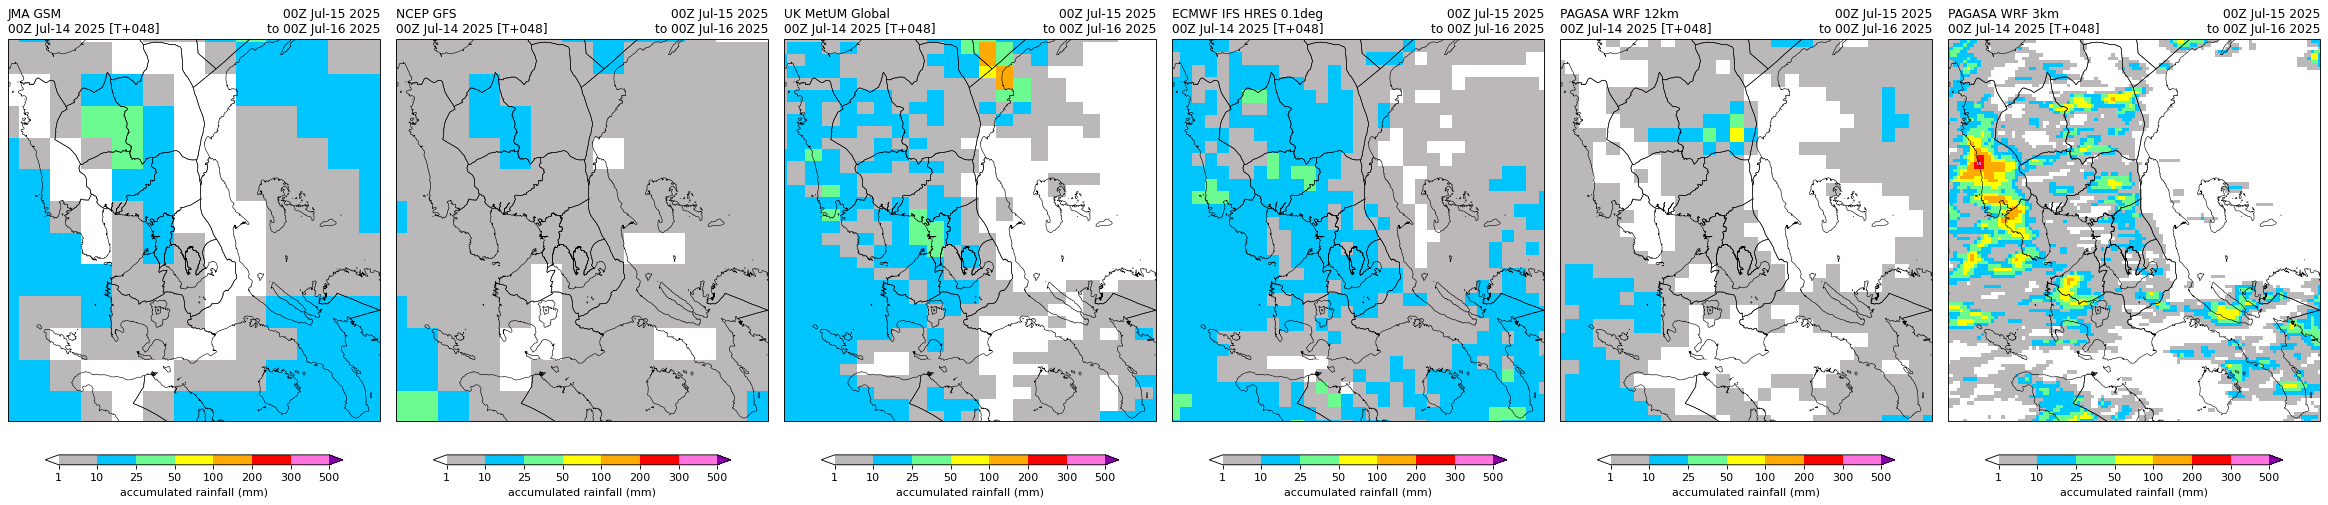 JMA GSM 00Z Jul-15 2025
00Z Jul-14 2025 [T+048] to 00Z Jul-16 2025
1 10 25 50 100 200 300 500
accumulated rainfall (mm)
NCEP GFS 00Z Jul-15 2025
00Z Jul-14 2025 [T+048] to 00Z Jul-16 2025
1 10 25 50 100 200 300 500
accumulated rainfall (mm)
UK MetUM Global 00Z Jul-15 2025
00Z Jul-14 2025 [T+048] to 00Z Jul-16 2025
1 10 25 50 100 200 300 500
accumulated rainfall (mm)
ECMWF IFS HRES 0.1deg 00Z Jul-15 2025
00Z Jul-14 2025 [T+048] to 00Z Jul-16 2025
1 10 25 50 100 200 300 500
accumulated rainfall (mm)
PAGASA WRF 12km 00Z Jul-15 2025
00Z Jul-14 2025 [T+048] to 00Z Jul-16 2025
1 10 25 50 100 200 300 500
accumulated rainfall (mm)
PAGASA WRF 3km 00Z Jul-15 2025
00Z Jul-14 2025 [T+048] to 00Z Jul-16 2025
1 10 25 50 100 200 300 500
accumulated rainfall (mm)